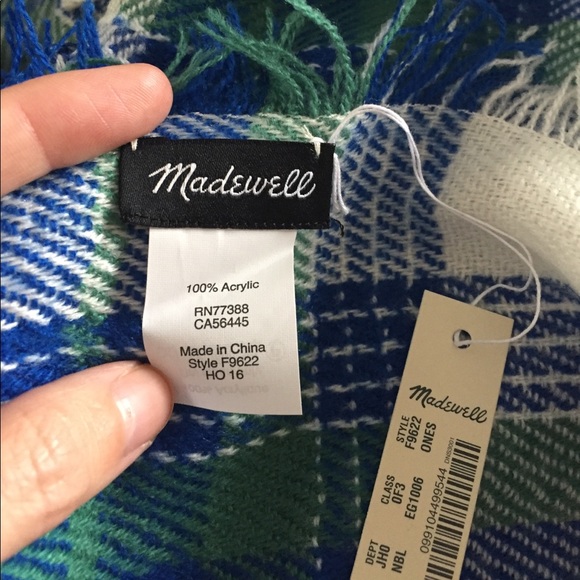 Madewell
100% Acrylic
RN77388
CA56445
Made in China
Style F9622
HO 16
Madewell
STYLE
F9622
ONES
CLASS
0F3
EG1006
DEPT
JHO
NBL
099104499544